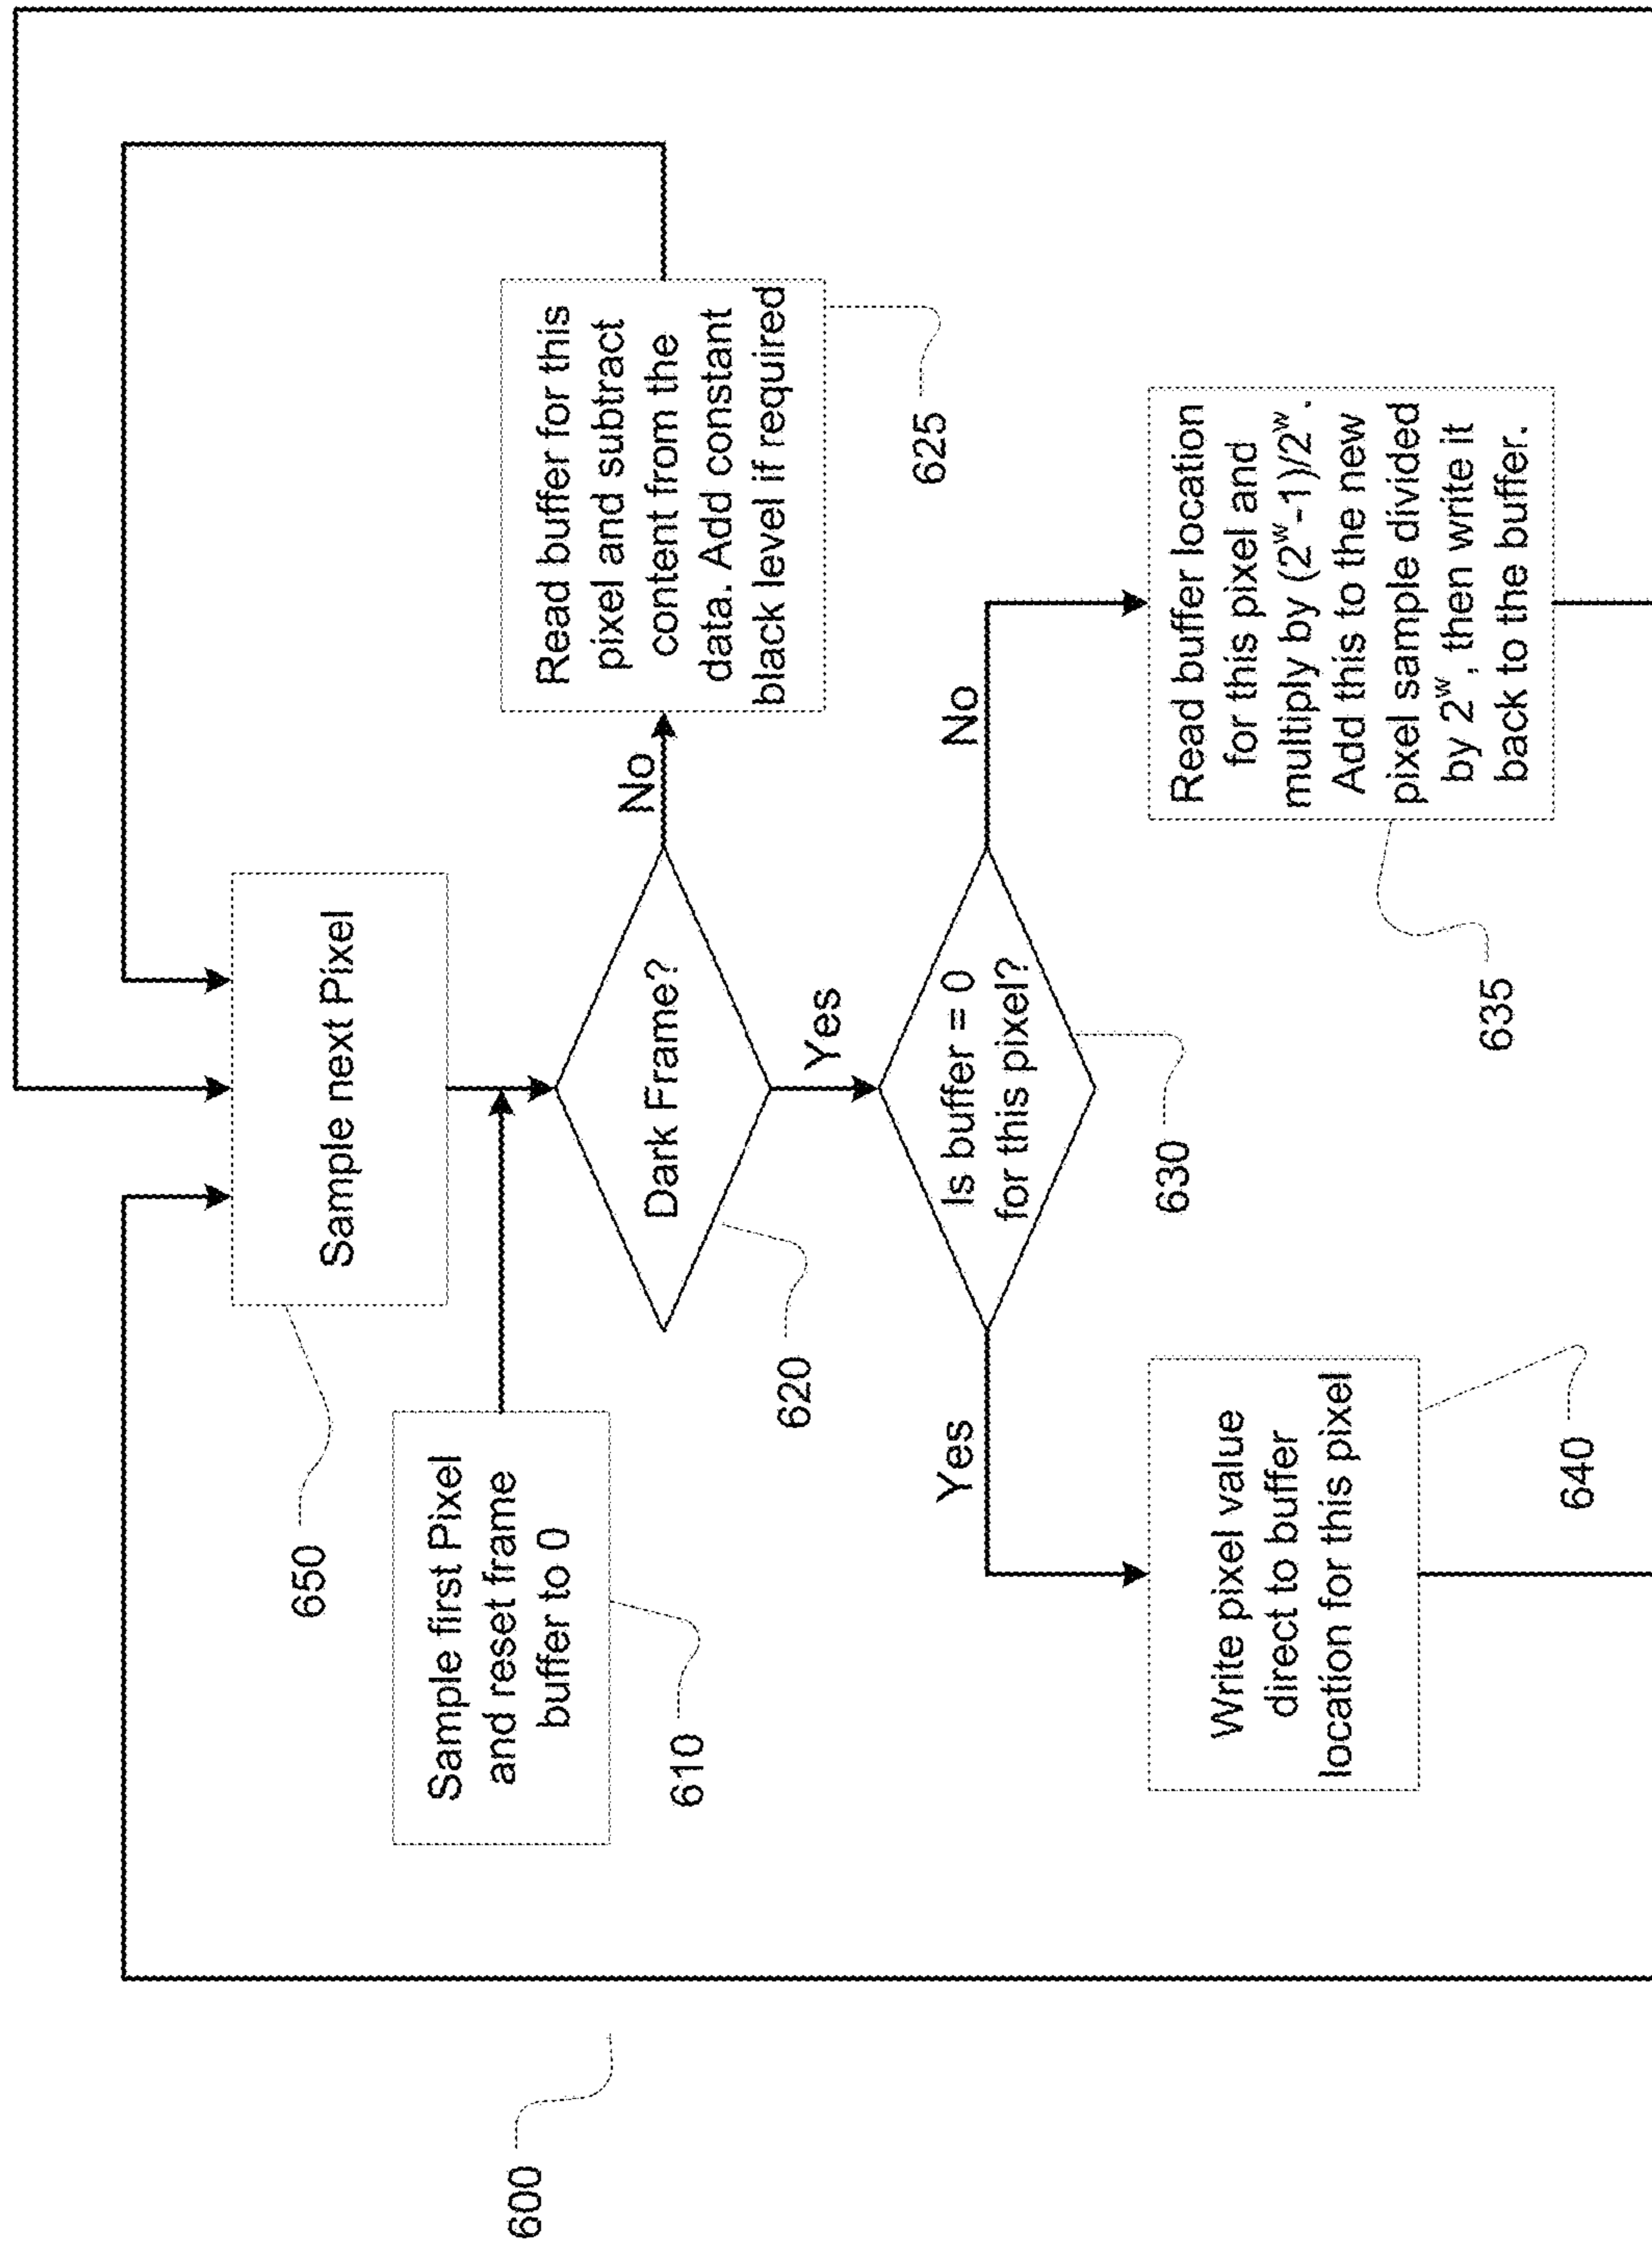 Sample next Pixel
650
Sample first Pixel
and reset frame
buffer to 0
610
Dark Frame?
620
No
Read buffer for this
pixel and subtract
content from the
data. Add constant
black level if required
625
Yes
Is buffer = 0
for this pixel?
630
Yes
No
Write pixel value
direct to buffer
location for this pixel
640
Read buffer location
for this pixel and
multiply by (2ʷ-1)/2ʷ.
Add this to the new
pixel sample divided
by 2ʷ, then write it
back to the buffer.
635
600